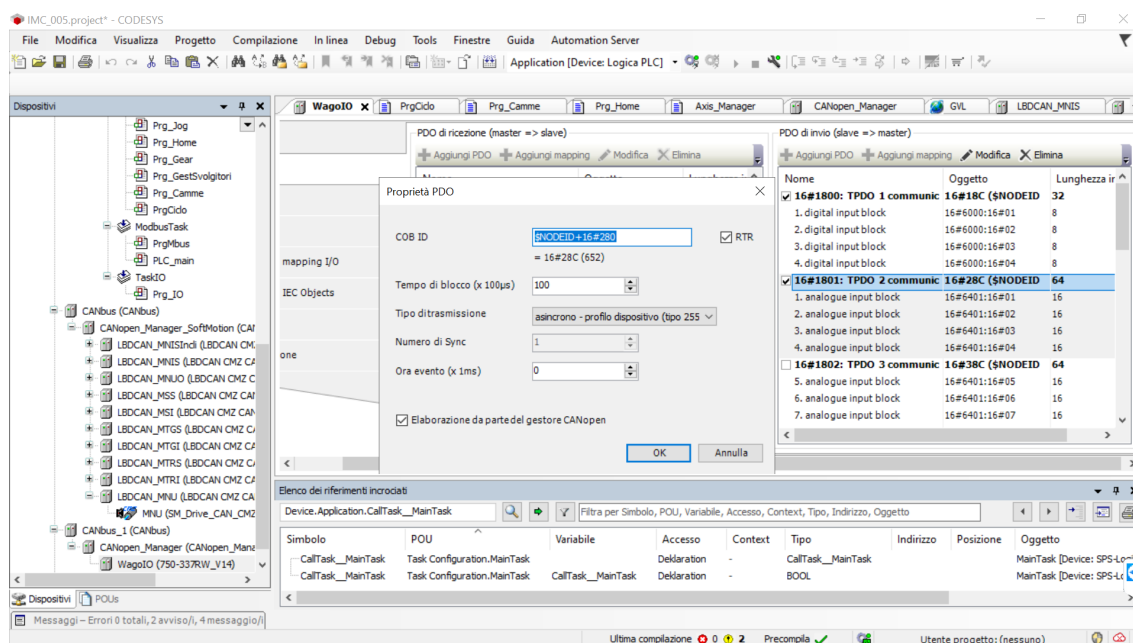 IMC_005.project* - CODESYS
File Modifica Visualizza Progetto Compilazione In linea Debug Tools Finestre Guida Automation Server
Application [Device: Logica PLC]
Dispositivi
WagoIO PrgCiclo Prg_Camme Prg_Home Axis_Manager CANopen_Manager GVL LBDCAN_MNIS
Prg_Jog
Prg_Home
Prg_Gear
Prg_GestSvolgitori
Prg_Camme
PrgCiclo
ModbusTask
PrgMbus
PLC_main
TaskIO
Prg_IO
CANbus (CANbus)
CANopen_Manager_SoftMotion (CAN
LBDCAN_MNISIncli (LBDCAN CM
LBDCAN_MNIS (LBDCAN CMZ CA
LBDCAN_MNUO (LBDCAN CMZ C
LBDCAN_MSS (LBDCAN CMZ CAN
LBDCAN_MSI (LBDCAN CMZ CAN
LBDCAN_MTGS (LBDCAN CMZ CA
LBDCAN_MTGI (LBDCAN CMZ CA
LBDCAN_MTRS (LBDCAN CMZ CA
LBDCAN_MTRI (LBDCAN CMZ CA
LBDCAN_MNU (LBDCAN CMZ CA
MNU (SM_Drive_CAN_CMZ
CANbus_1 (CANbus)
CANopen_Manager (CANopen_Mana
WagoIO (750-337RW_V14)
Dispositivi POUs
mapping I/O
IEC Objects
one
PDO di ricezione (master => slave)
Aggiungi PDO Aggiungi mapping Modifica Elimina
PDO di invio (slave => master)
Aggiungi PDO Aggiungi mapping Modifica Elimina
Nome Oggetto Lunghezza ir
16#1800: TPDO 1 communic 16#18C ($NODEID 32
1. digital input block 16#6000:16#01 8
2. digital input block 16#6000:16#02 8
3. digital input block 16#6000:16#03 8
4. digital input block 16#6000:16#04 8
16#1801: TPDO 2 communic 16#28C ($NODEID 64
1. analogue input block 16#6401:16#01 16
2. analogue input block 16#6401:16#02 16
3. analogue input block 16#6401:16#03 16
4. analogue input block 16#6401:16#04 16
16#1802: TPDO 3 communic 16#38C ($NODEID 64
5. analogue input block 16#6401:16#05 16
6. analogue input block 16#6401:16#06 16
7. analogue input block 16#6401:16#07 16
Proprietà PDO
COB ID $NODEID+16#280 RTR
= 16#28C (652)
Tempo di blocco (x 100µs) 100
Tipo ditrasmissione asincrono - profilo dispositivo (tipo 255
Numero di Sync 1
Ora evento (x 1ms) 0
Elaborazione da parte del gestore CANopen
OK Annulla
Elenco dei riferimenti incrociati
Device.Application.CallTask__MainTask Filtra per Simbolo, POU, Variabile, Accesso, Context, Tipo, Indirizzo, Oggetto
Simbolo POU Variabile Accesso Context Tipo Indirizzo Posizione Oggetto
CallTask__MainTask Task Configuration.MainTask Deklaration - CallTask__MainTask MainTask [Device: SPS-Lo
CallTask__MainTask Task Configuration.MainTask CallTask__MainTask Deklaration - BOOL MainTask [Device: SPS-Lo
Messaggi – Errori 0 totali, 2 avviso/i, 4 messaggio/i
Ultima compilazione 0 2 Precompila Utente progetto: (nessuno)